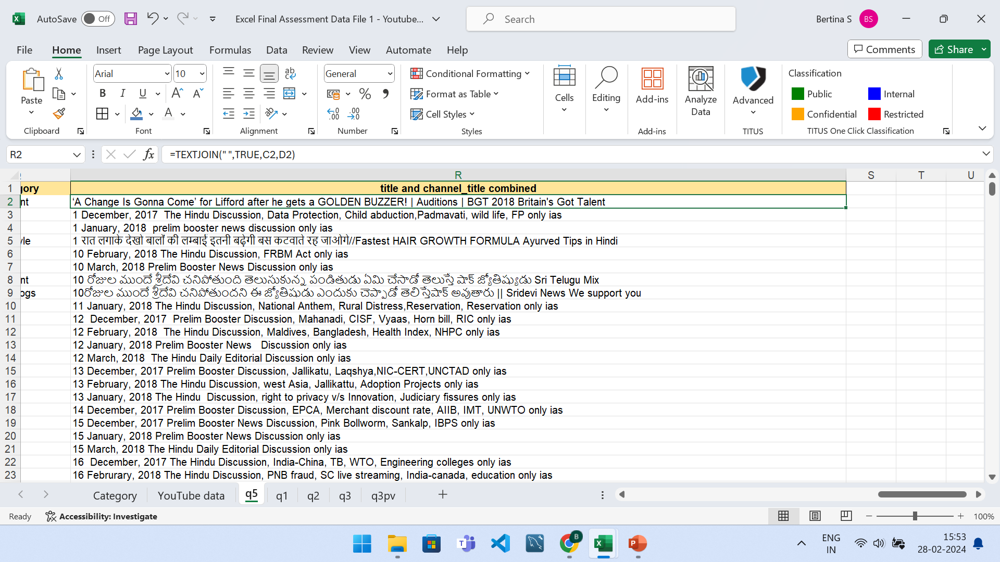 AutoSave Off Excel Final Assessment Data File 1 - Youtube... Search Bertina S BS
File Home Insert Page Layout Formulas Data Review View Automate Help Comments Share
Paste
Clipboard
Arial 10
B I U
Font
Alignment
General
Number
Conditional Formatting
Format as Table
Cell Styles
Styles
Cells
Editing
Add-ins
Add-ins
Analyze
Data
Advanced
TITUS
Classification
Public Internal
Confidential Restricted
TITUS One Click Classification
R2 fx =TEXTJOIN(" ",TRUE,C2,D2)
R S T U
1 gory title and channel_title combined
2 nt ‘A Change Is Gonna Come’ for Lifford after he gets a GOLDEN BUZZER! | Auditions | BGT 2018 Britain's Got Talent
3 1 December, 2017  The Hindu Discussion, Data Protection, Child abduction,Padmavati, wild life, FP only ias
4 1 January, 2018  prelim booster news discussion only ias
5 yle 1 रात लगाके देखो बालों की लम्बाई इतनी बढ़ेगी बस कटवाते रह जाओगे//Fastest HAIR GROWTH FORMULA Ayurved Tips in Hindi
6 10 February, 2018 The Hindu Discussion, FRBM Act only ias
7 10 March, 2018 Prelim Booster News Discussion only ias
8 nt 10 రోజుల ముందే శ్రీదేవి చనిపోతుంది తెలుసుకున్న పండితుడు ఏమి చేసాడో తెలుస్తే షాక్ జ్యోతిష్యుడు Sri Telugu Mix
9 ogs 10రోజుల ముందే శ్రీదేవి చనిపోతుందని ఈ జ్యోతిషుడు ఎందుకు చెప్పాడో తెలిస్తేషాక్ అవుతారు || Sridevi News We support you
10 11 January, 2018 The Hindu Discussion, National Anthem, Rural Distress,Reservation, Reservation only ias
11 12  December, 2017  Prelim Booster Discussion, Mahanadi, CISF, Vyaas, Horn bill, RIC only ias
12 12 February, 2018  The Hindu Discussion, Maldives, Bangladesh, Health Index, NHPC only ias
13 12 January, 2018 Prelim Booster News   Discussion only ias
14 12 March, 2018  The Hindu Daily Editorial Discussion only ias
15 13 December, 2017 Prelim Booster Discussion, Jallikatu, Laqshya,NIC-CERT,UNCTAD only ias
16 13 February, 2018 The Hindu Discussion, west Asia, Jallikattu, Adoption Projects only ias
17 13 January, 2018 The Hindu  Discussion, right to privacy v/s Innovation, Judiciary fissures only ias
18 14 December, 2017 Prelim Booster Discussion, EPCA, Merchant discount rate, AIIB, IMT, UNWTO only ias
19 15 December, 2017 Prelim Booster News Discussion, Pink Bollworm, Sankalp, IBPS only ias
20 15 January, 2018 Prelim Booster News Discussion only ias
21 15 March, 2018 The Hindu Daily Editorial Discussion only ias
22 16  December, 2017 The Hindu Discussion, India-China, TB, WTO, Engineering colleges only ias
23 16 Februrary, 2018 The Hindu Discussion, PNB fraud, SC live streaming, India-canada, education only ias
Category YouTube data q5 q1 q2 q3 q3pv
Ready Accessibility: Investigate 100%
ENG
IN
15:53
28-02-2024